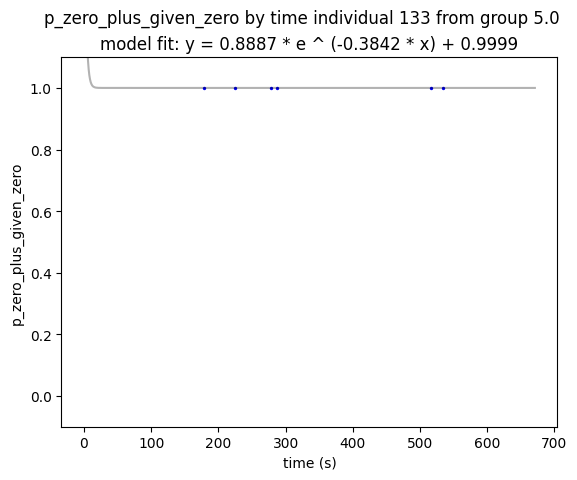 p_zero_plus_given_zero by time individual 133 from group 5.0
model fit: y = 0.8887 * e ^ (-0.3842 * x) + 0.9999
1.0
0.8
0.6
0.4
0.2
0.0
p_zero_plus_given_zero
0 100 200 300 400 500 600 700
time (s)